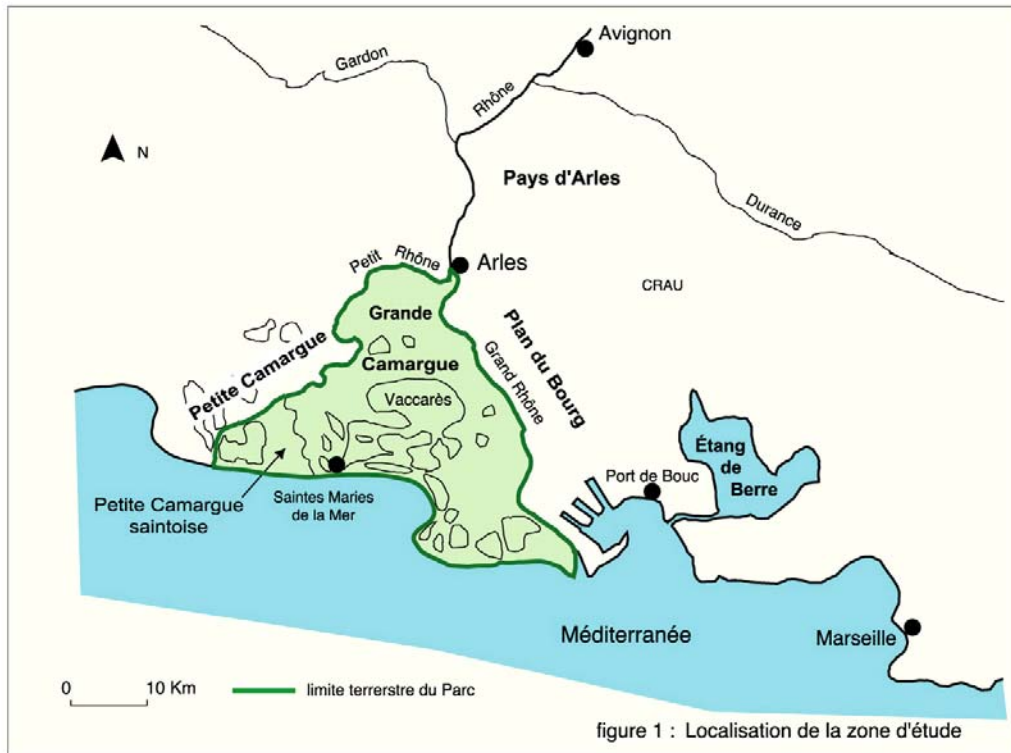 Avignon
Gardon
Rhône
N
Pays d'Arles
Durance
Petit Rhône
Arles
CRAU
Grande
Camargue
Petite Camargue
Plan du Bourg
Grand Rhône
Vaccarès
Étang
de
Berre
Port de Bouc
Petite Camargue
saintoise
Saintes Maries
de la Mer
Méditerranée
Marseille
0 10 Km
limite terrerstre du Parc
figure 1 : Localisation de la zone d'étude